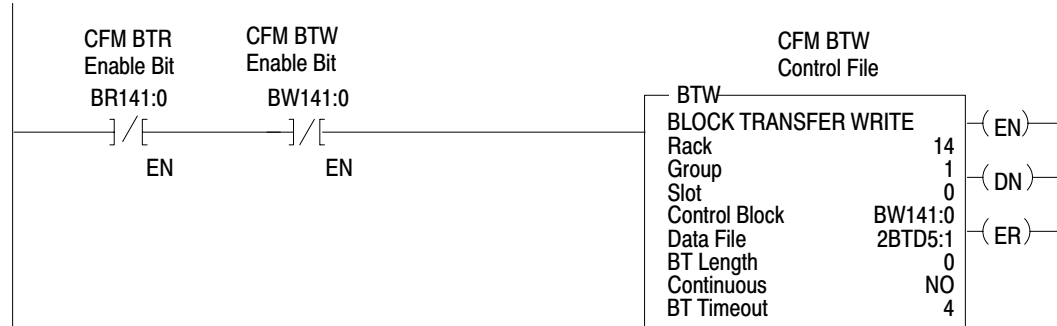 CFM BTR
Enable Bit
BR141:0
EN
CFM BTW
Enable Bit
BW141:0
EN
CFM BTW
Control File
BTW
BLOCK TRANSFER WRITE
Rack 14
Group 1
Slot 0
Control Block BW141:0
Data File 2BTD5:1
BT Length 0
Continuous NO
BT Timeout 4
EN
DN
ER